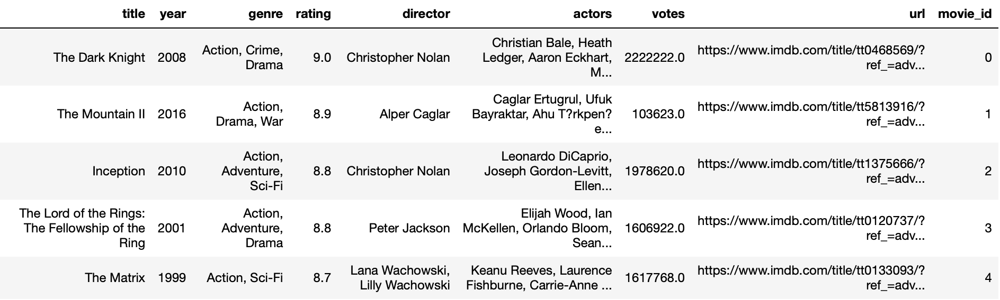 title year genre rating director actors votes url movie_id
The Dark Knight 2008 Action, Crime, Drama 9.0 Christopher Nolan Christian Bale, Heath Ledger, Aaron Eckhart, M... 2222222.0 https://www.imdb.com/title/tt0468569/?ref_=adv... 0
The Mountain II 2016 Action, Drama, War 8.9 Alper Caglar Caglar Ertugrul, Ufuk Bayraktar, Ahu T?rkpen?e... 103623.0 https://www.imdb.com/title/tt5813916/?ref_=adv... 1
Inception 2010 Action, Adventure, Sci-Fi 8.8 Christopher Nolan Leonardo DiCaprio, Joseph Gordon-Levitt, Ellen... 1978620.0 https://www.imdb.com/title/tt1375666/?ref_=adv... 2
The Lord of the Rings: The Fellowship of the Ring 2001 Action, Adventure, Drama 8.8 Peter Jackson Elijah Wood, Ian McKellen, Orlando Bloom, Sean... 1606922.0 https://www.imdb.com/title/tt0120737/?ref_=adv... 3
The Matrix 1999 Action, Sci-Fi 8.7 Lana Wachowski, Lilly Wachowski Keanu Reeves, Laurence Fishburne, Carrie-Anne ... 1617768.0 https://www.imdb.com/title/tt0133093/?ref_=adv... 4